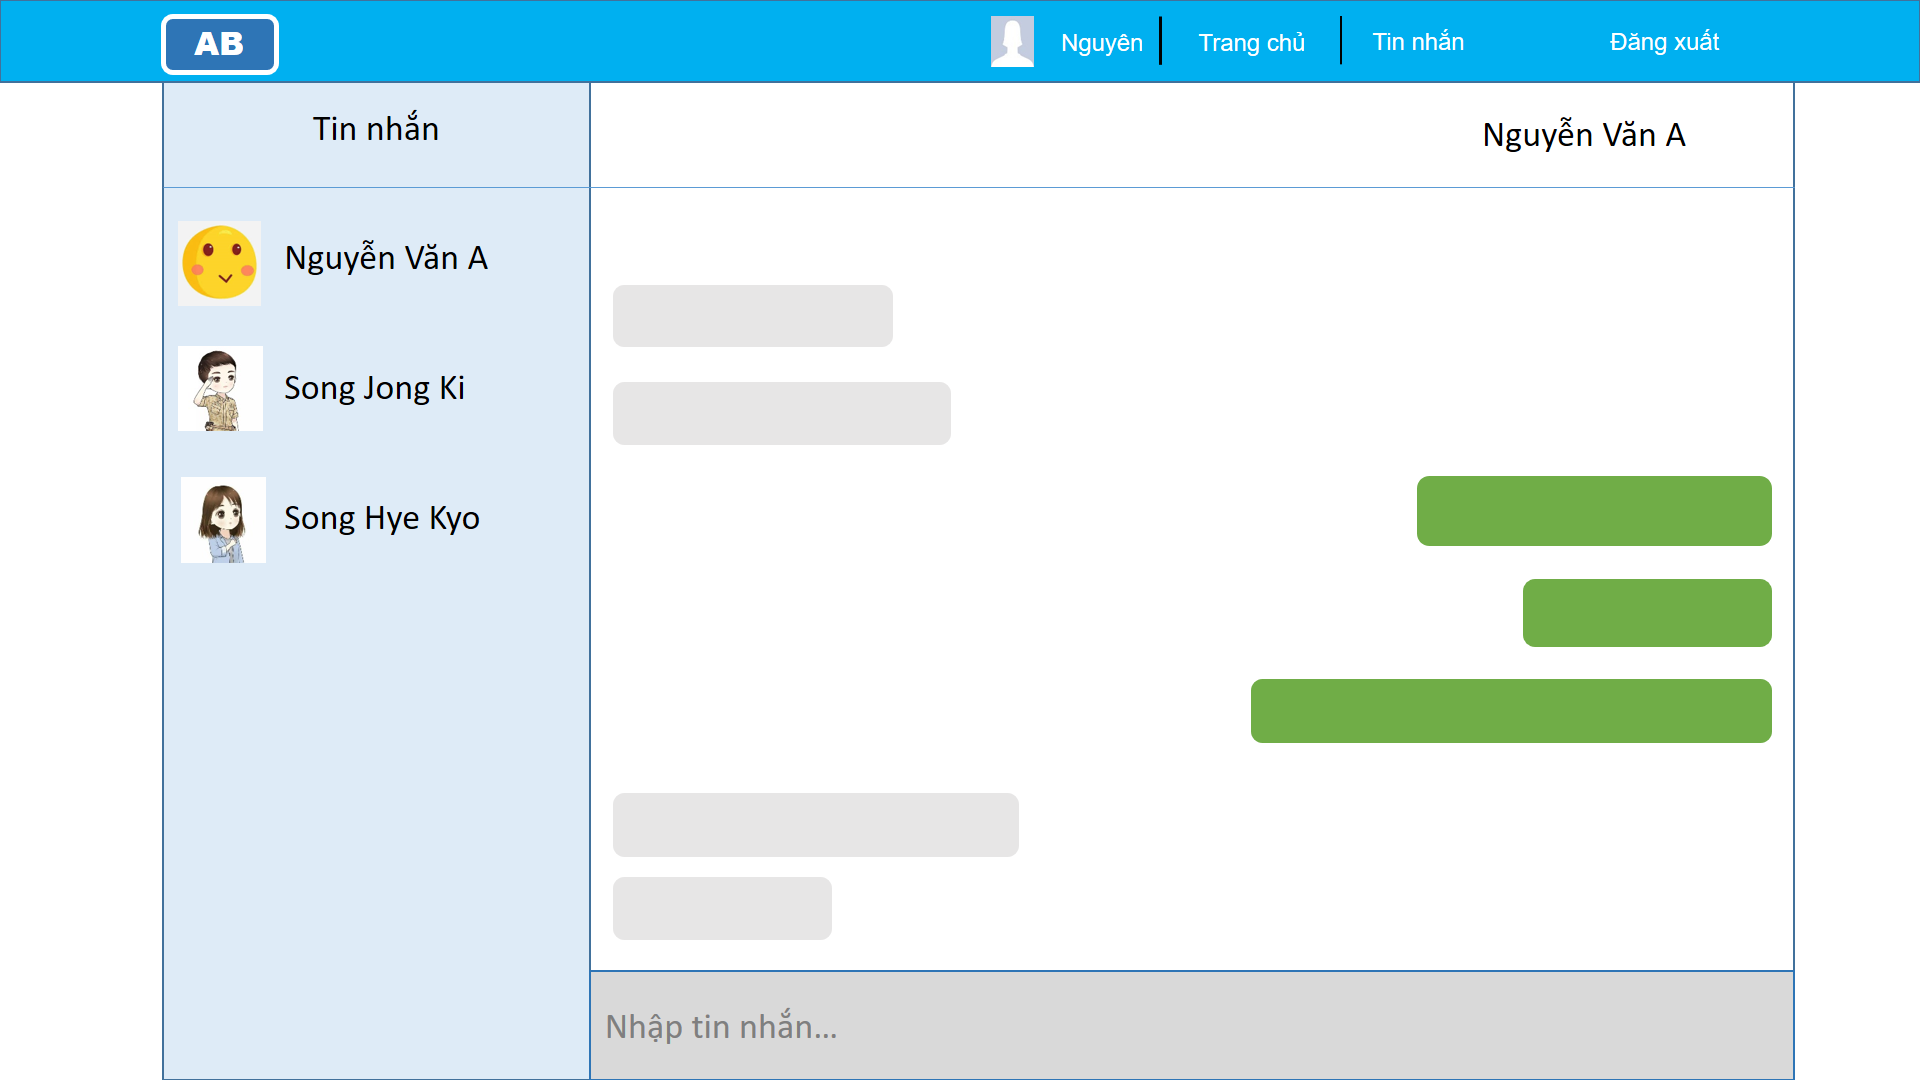 AB
Nguyên
Trang chủ
Tin nhắn
Đăng xuất
Tin nhắn
Nguyễn Văn A
Nguyễn Văn A
Song Jong Ki
Song Hye Kyo
Nhập tin nhắn...